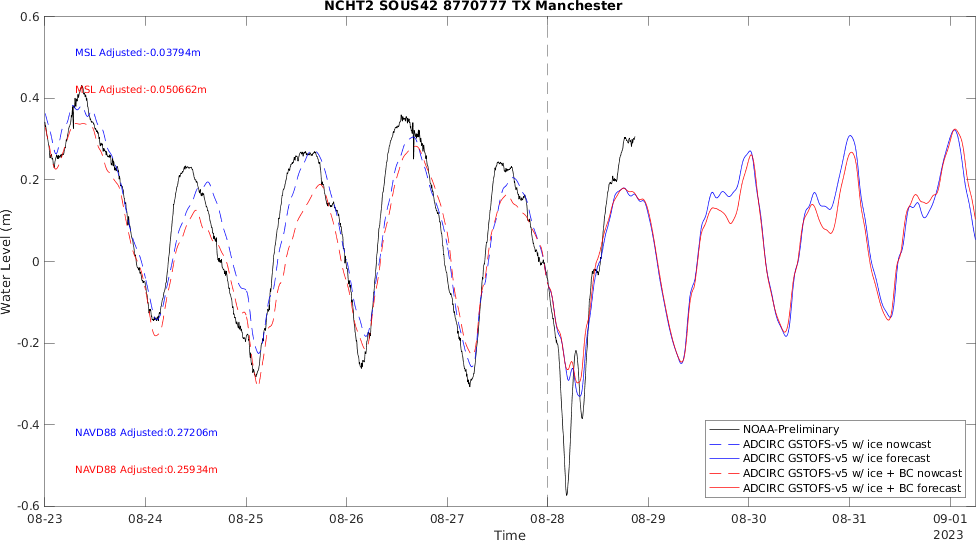 NCHT2 SOUS42 8770777 TX Manchester
0.6
0.4
0.2
0
-0.2
-0.4
-0.6
Water Level (m)
MSL Adjusted:-0.03794m
MSL Adjusted:-0.050662m
NAVD88 Adjusted:0.27206m
NAVD88 Adjusted:0.25934m
NOAA-Preliminary
ADCIRC GSTOFS-v5 w/ ice nowcast
ADCIRC GSTOFS-v5 w/ ice forecast
ADCIRC GSTOFS-v5 w/ ice + BC nowcast
ADCIRC GSTOFS-v5 w/ ice + BC forecast
08-23 08-24 08-25 08-26 08-27 08-28 08-29 08-30 08-31 09-01
2023
Time